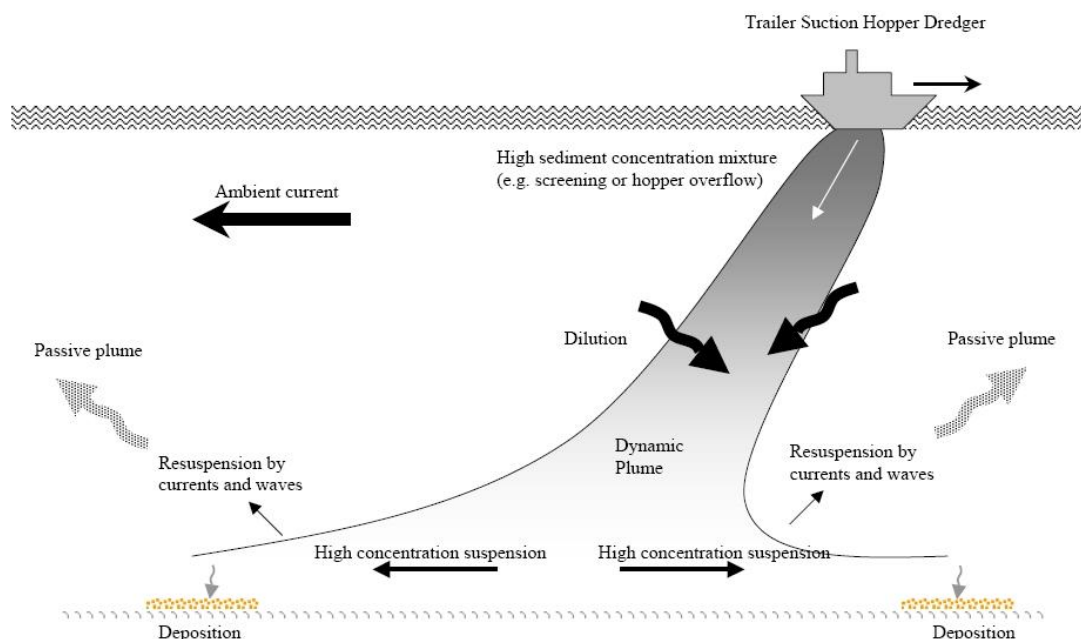 Trailer Suction Hopper Dredger
High sediment concentration mixture
(e.g. screening or hopper overflow)
Ambient current
Passive plume
Dilution
Passive plume
Dynamic
Plume
Resuspension by
currents and waves
Resuspension by
currents and waves
High concentration suspension
High concentration suspension
Deposition
Deposition